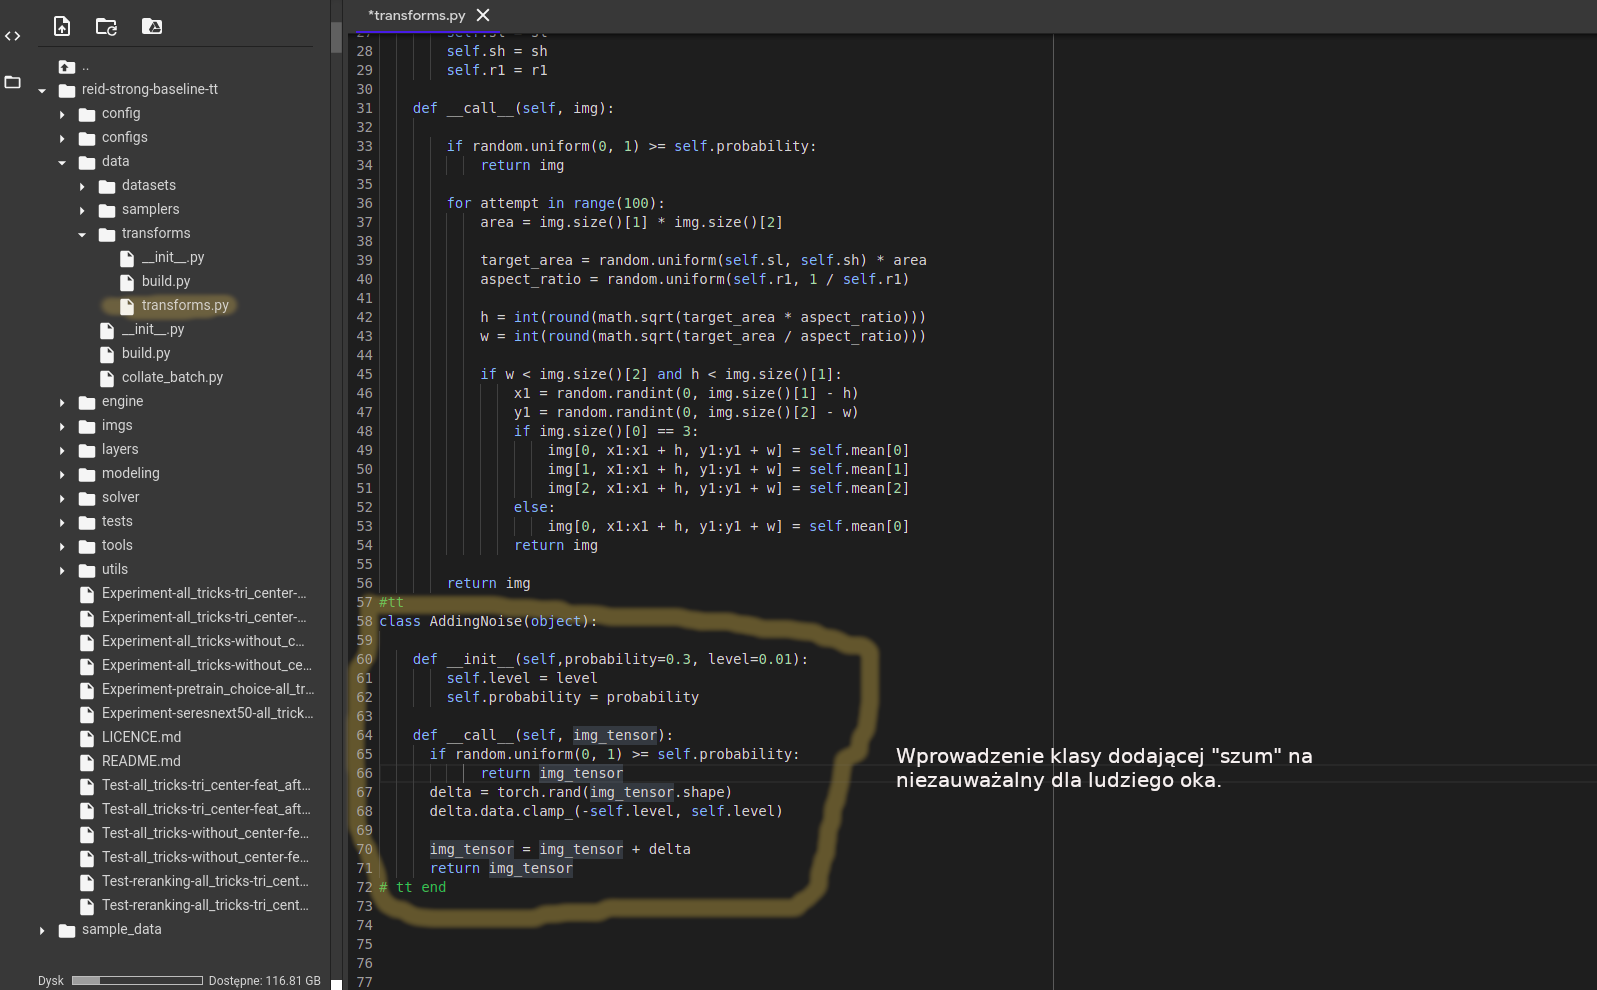 *transforms.py
..
reid-strong-baseline-tt
config
configs
data
datasets
samplers
transforms
__init__.py
build.py
transforms.py
__init__.py
build.py
collate_batch.py
engine
imgs
layers
modeling
solver
tests
tools
utils
Experiment-all_tricks-tri_center-...
Experiment-all_tricks-tri_center-...
Experiment-all_tricks-without_c...
Experiment-all_tricks-without_ce...
Experiment-pretrain_choice-all_tr...
Experiment-seresnext50-all_trick...
LICENCE.md
README.md
Test-all_tricks-tri_center-feat_aft...
Test-all_tricks-tri_center-feat_aft...
Test-all_tricks-without_center-fe...
Test-all_tricks-without_center-fe...
Test-reranking-all_tricks-tri_cent...
Test-reranking-all_tricks-tri_cent...
sample_data
Dysk Dostępne: 116.81 GB
27 self.sl = sl
28 self.sh = sh
29 self.r1 = r1
30
31 def __call__(self, img):
32
33 if random.uniform(0, 1) >= self.probability:
34 return img
35
36 for attempt in range(100):
37 area = img.size()[1] * img.size()[2]
38
39 target_area = random.uniform(self.sl, self.sh) * area
40 aspect_ratio = random.uniform(self.r1, 1 / self.r1)
41
42 h = int(round(math.sqrt(target_area * aspect_ratio)))
43 w = int(round(math.sqrt(target_area / aspect_ratio)))
44
45 if w < img.size()[2] and h < img.size()[1]:
46 x1 = random.randint(0, img.size()[1] - h)
47 y1 = random.randint(0, img.size()[2] - w)
48 if img.size()[0] == 3:
49 img[0, x1:x1 + h, y1:y1 + w] = self.mean[0]
50 img[1, x1:x1 + h, y1:y1 + w] = self.mean[1]
51 img[2, x1:x1 + h, y1:y1 + w] = self.mean[2]
52 else:
53 img[0, x1:x1 + h, y1:y1 + w] = self.mean[0]
54 return img
55
56 return img
57 #tt
58 class AddingNoise(object):
59
60 def __init__(self,probability=0.3, level=0.01):
61 self.level = level
62 self.probability = probability
63
64 def __call__(self, img_tensor):
65 if random.uniform(0, 1) >= self.probability:
66 return img_tensor
67 delta = torch.rand(img_tensor.shape)
68 delta.data.clamp_(-self.level, self.level)
69
70 img_tensor = img_tensor + delta
71 return img_tensor
72 # tt end
73
74
75
76
77
Wprowadzenie klasy dodającej "szum" na
niezauważalny dla ludziego oka.